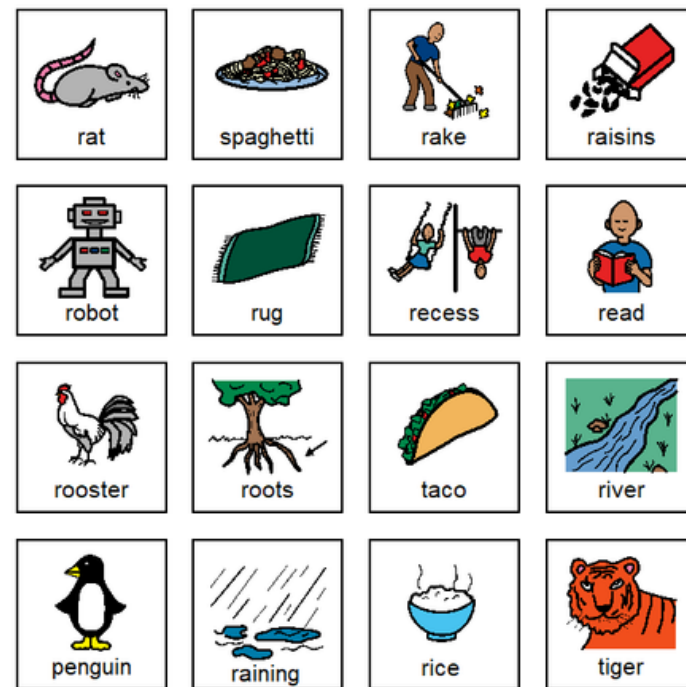 rat
spaghetti
rake
raisins
robot
rug
recess
read
rooster
roots
taco
river
penguin
raining
rice
tiger